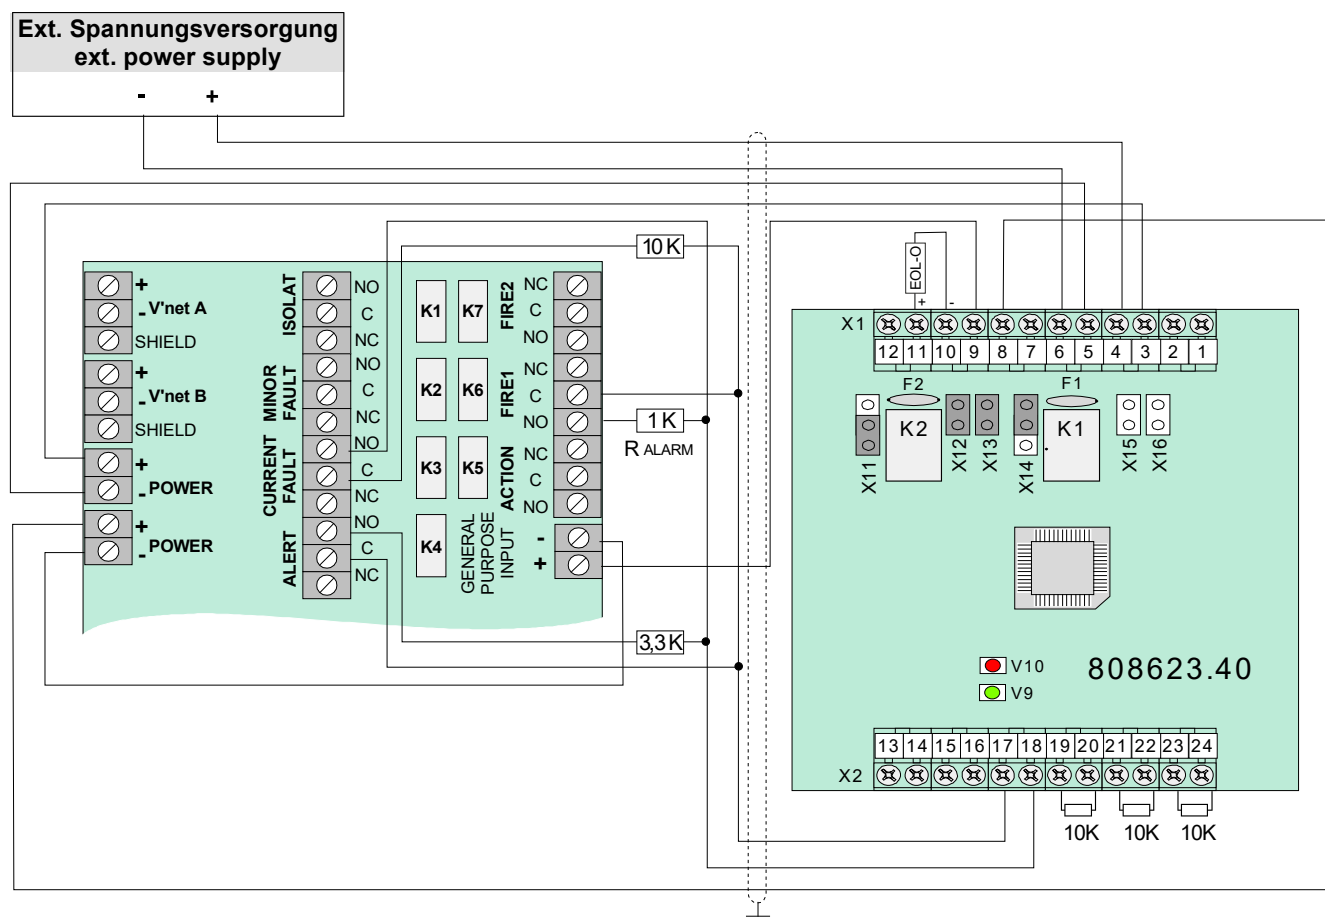 Ext. Spannungsversorgung
ext. power supply
- +
10 K
EOL-O
+ -
+
- V'net A
SHIELD
+
- V'net B
SHIELD
+
- POWER
+
- POWER
ISOLAT
NO
C
NC
MINOR
FAULT
NO
C
NC
CURRENT
FAULT
NO
C
NC
ALERT
NO
C
NC
K1 K7
K2 K6
K3 K5
K4
FIRE2
NC
C
NO
FIRE1
NC
C
NO
ACTION
NC
C
NO
GENERAL
PURPOSE
INPUT
-
+
1 K
R ALARM
3,3 K
X1
12 11 10 9 8 7 6 5 4 3 2 1
F2 F1
K2 K1
X11 X12 X13 X14 X15 X16
V10
V9
808623.40
13 14 15 16 17 18 19 20 21 22 23 24
X2
10K 10K 10K